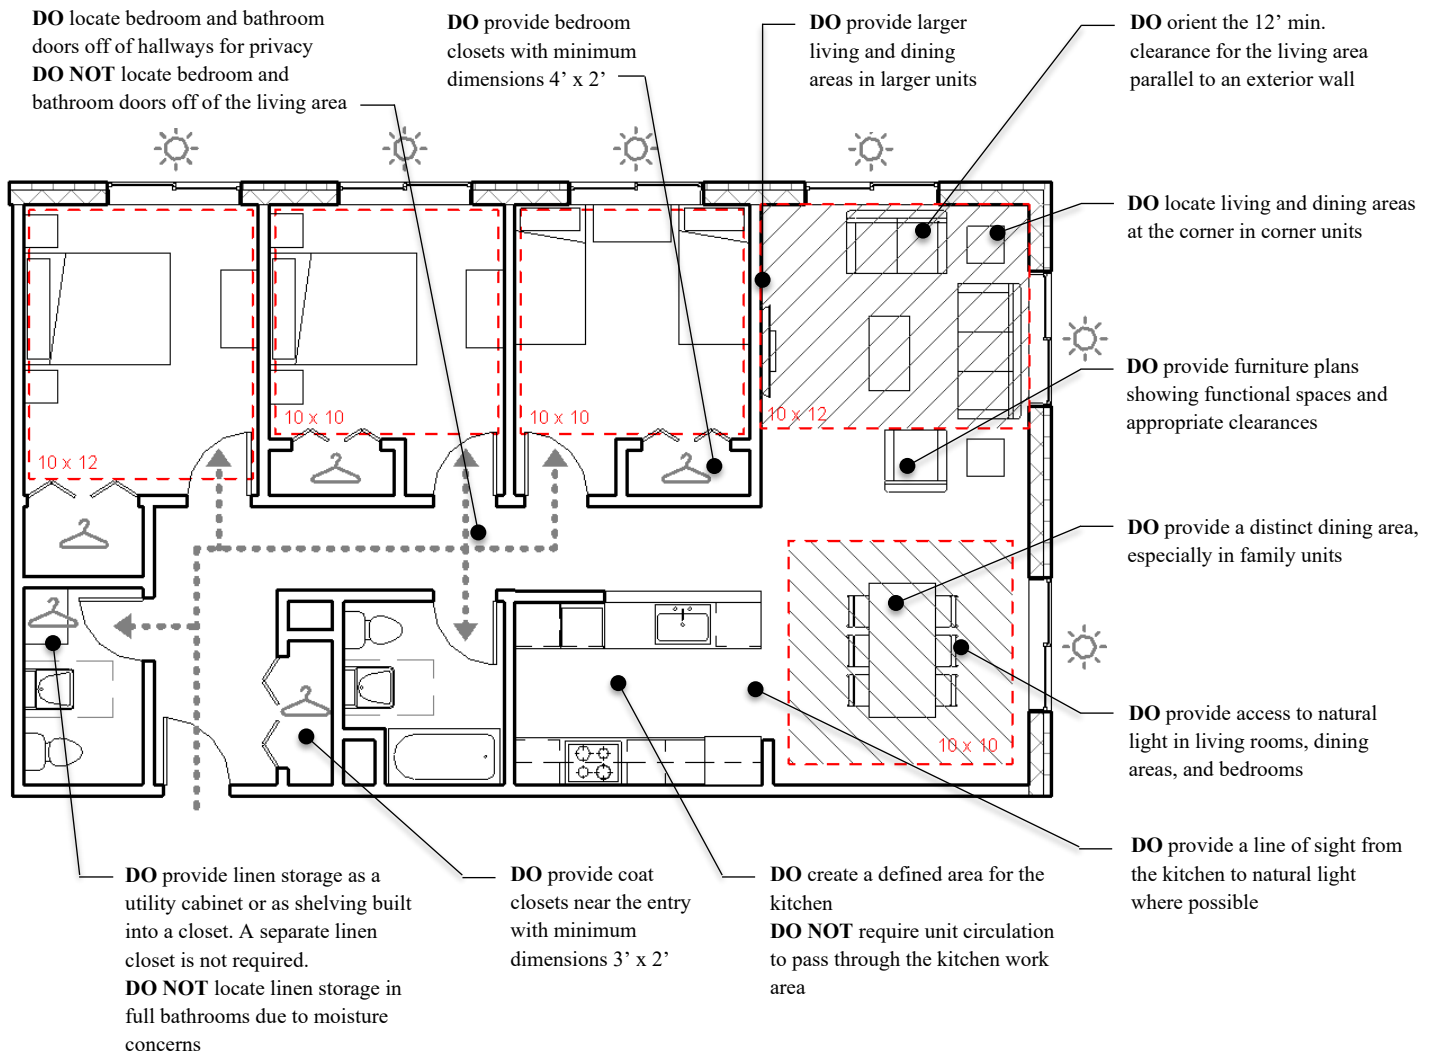 DO locate bedroom and bathroom
doors off of hallways for privacy
DO NOT locate bedroom and
bathroom doors off of the living area
DO provide bedroom
closets with minimum
dimensions 4’ x 2’
DO provide larger
living and dining
areas in larger units
DO orient the 12’ min.
clearance for the living area
parallel to an exterior wall
DO locate living and dining areas
at the corner in corner units
DO provide furniture plans
showing functional spaces and
appropriate clearances
DO provide a distinct dining area,
especially in family units
DO provide access to natural
light in living rooms, dining
areas, and bedrooms
DO provide a line of sight from
the kitchen to natural light
where possible
10 x 12
10 x 10
10 x 10
10 x 12
10 x 10
DO provide linen storage as a
utility cabinet or as shelving built
into a closet. A separate linen
closet is not required.
DO NOT locate linen storage in
full bathrooms due to moisture
concerns
DO provide coat
closets near the entry
with minimum
dimensions 3’ x 2’
DO create a defined area for the
kitchen
DO NOT require unit circulation
to pass through the kitchen work
area